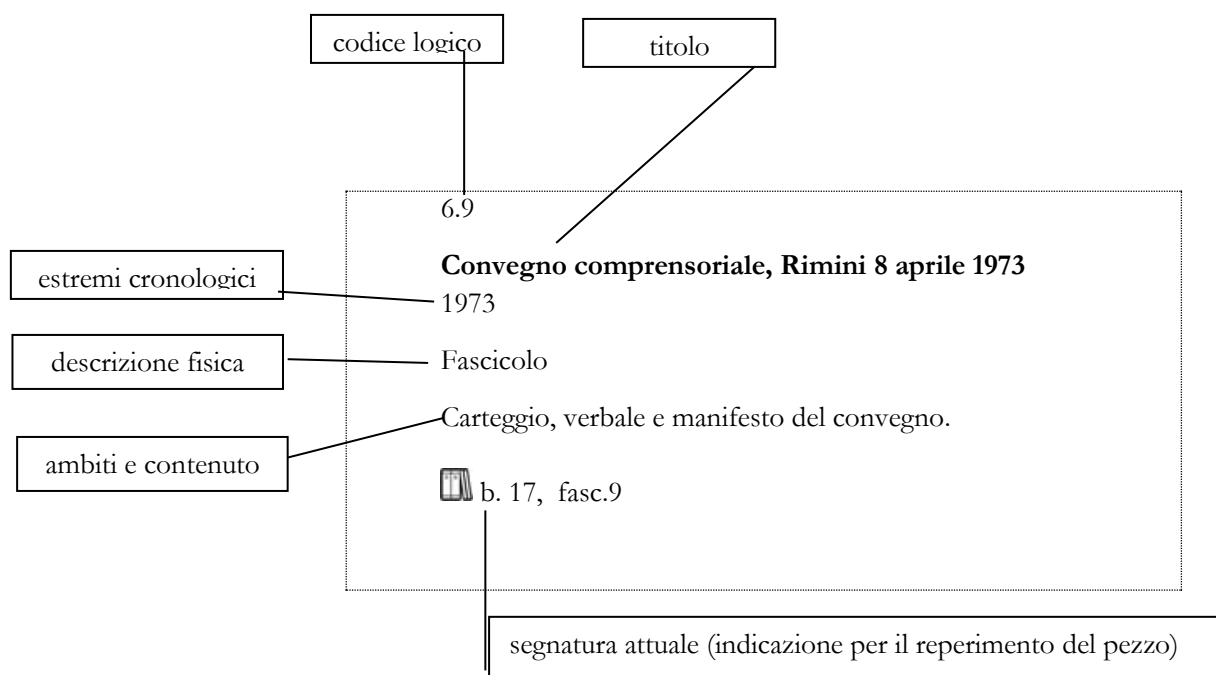 codice logico
titolo
6.9
Convegno comprensoriale, Rimini 8 aprile 1973
estremi cronologici
1973
descrizione fisica
Fascicolo
Carteggio, verbale e manifesto del convegno.
ambiti e contenuto
b. 17, fasc.9
segnatura attuale (indicazione per il reperimento del pezzo)